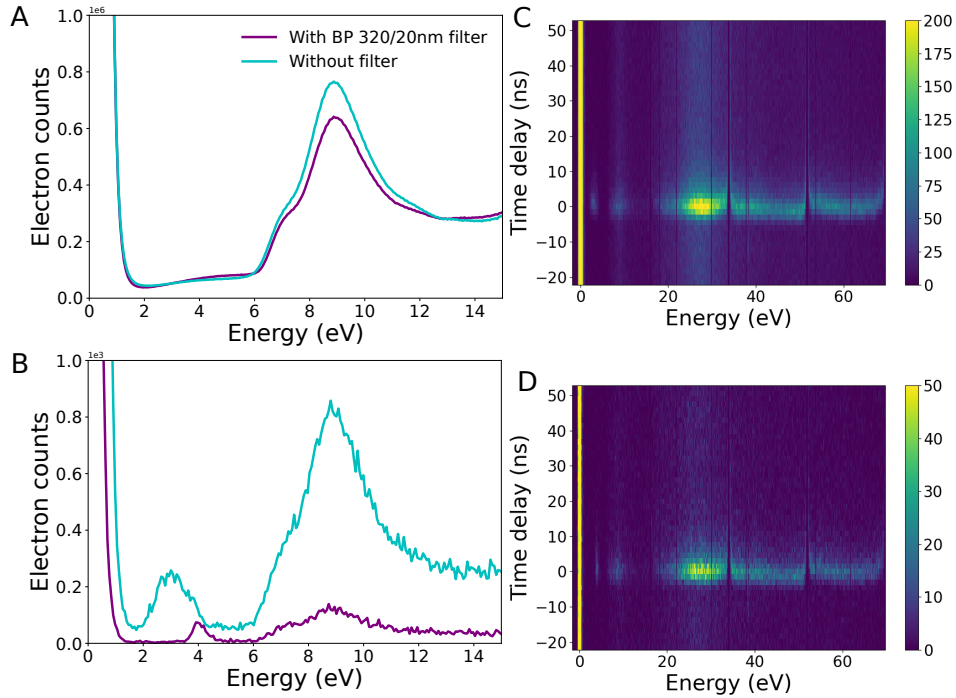 A
1e6
1.0
0.8
0.6
0.4
0.2
0.0
Electron counts
With BP 320/20nm filter
Without filter
0 2 4 6 8 10 12 14
Energy (eV)
B
1e3
1.0
0.8
0.6
0.4
0.2
0.0
Electron counts
0 2 4 6 8 10 12 14
Energy (eV)
C
50
40
30
20
10
0
−10
−20
Time delay (ns)
0 20 40 60
Energy (eV)
200
175
150
125
100
75
50
25
0
D
50
40
30
20
10
0
−10
−20
Time delay (ns)
0 20 40 60
Energy (eV)
50
40
30
20
10
0